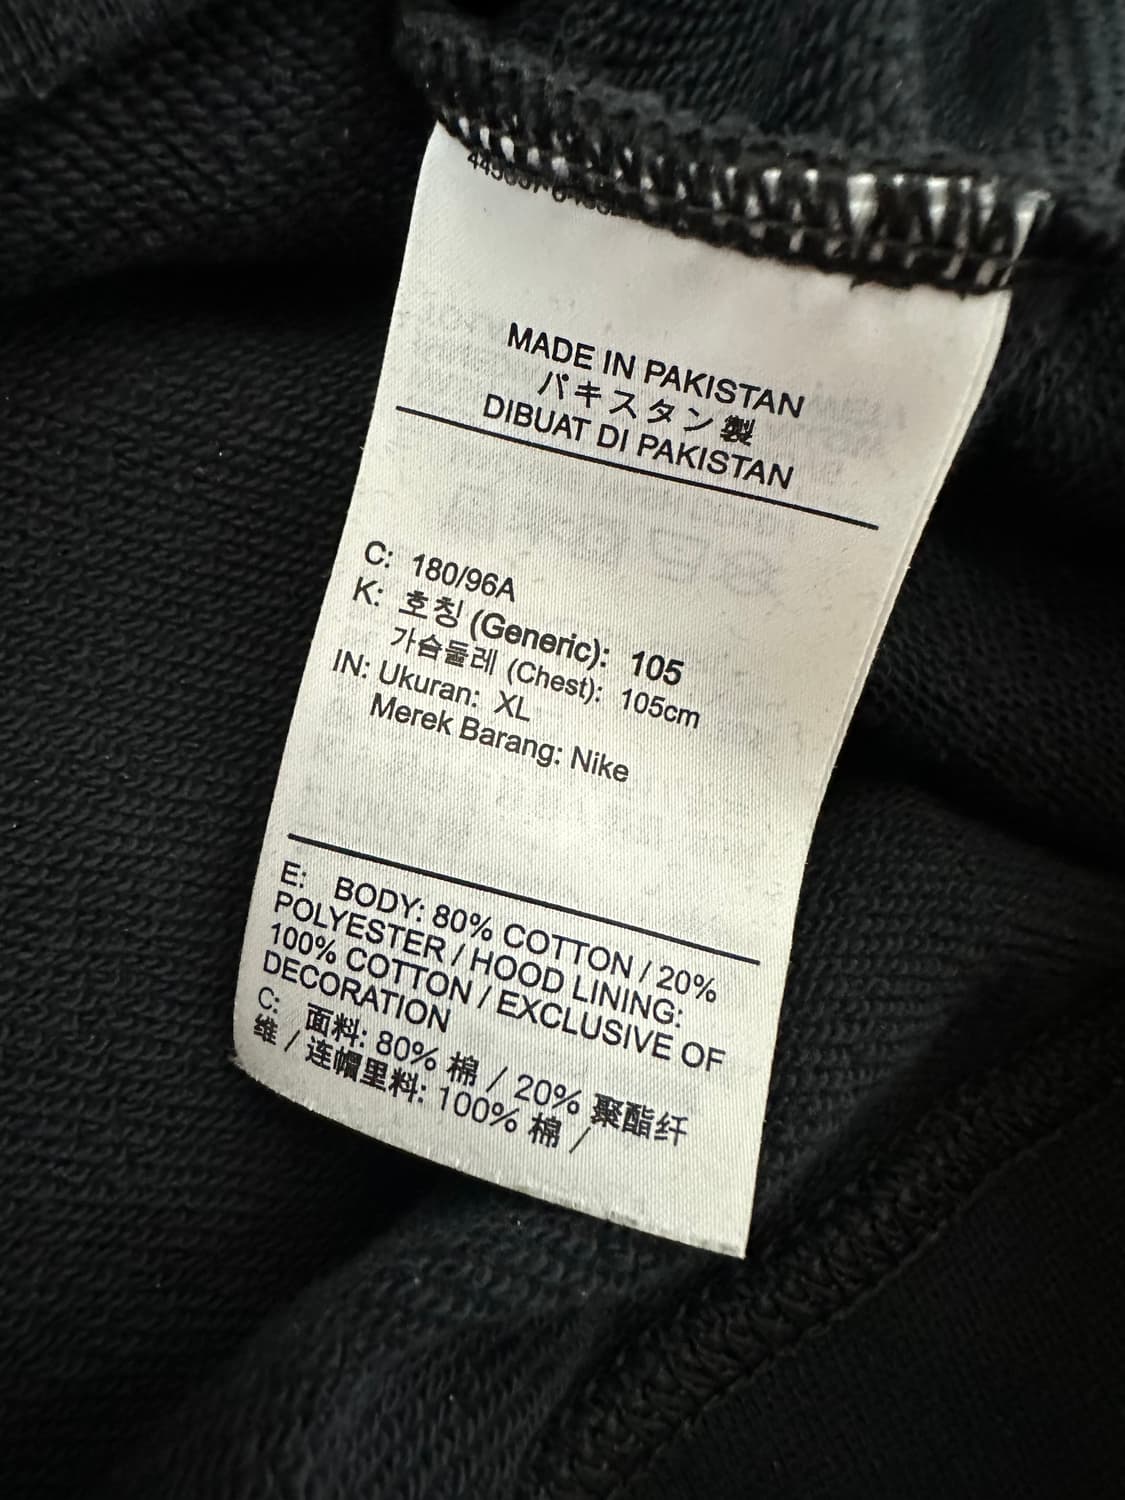 MADE IN PAKISTAN
パキスタン製
DIBUAT DI PAKISTAN
C: 180/96A
K: 호칭 (Generic): 105
가슴둘레 (Chest): 105cm
IN: Ukuran: XL
Merek Barang: Nike
E: BODY: 80% COTTON / 20%
POLYESTER / HOOD LINING:
100% COTTON / EXCLUSIVE OF
DECORATION
C: 面料: 80% 棉 / 20% 聚酯纤
维 / 连帽里料: 100% 棉 /